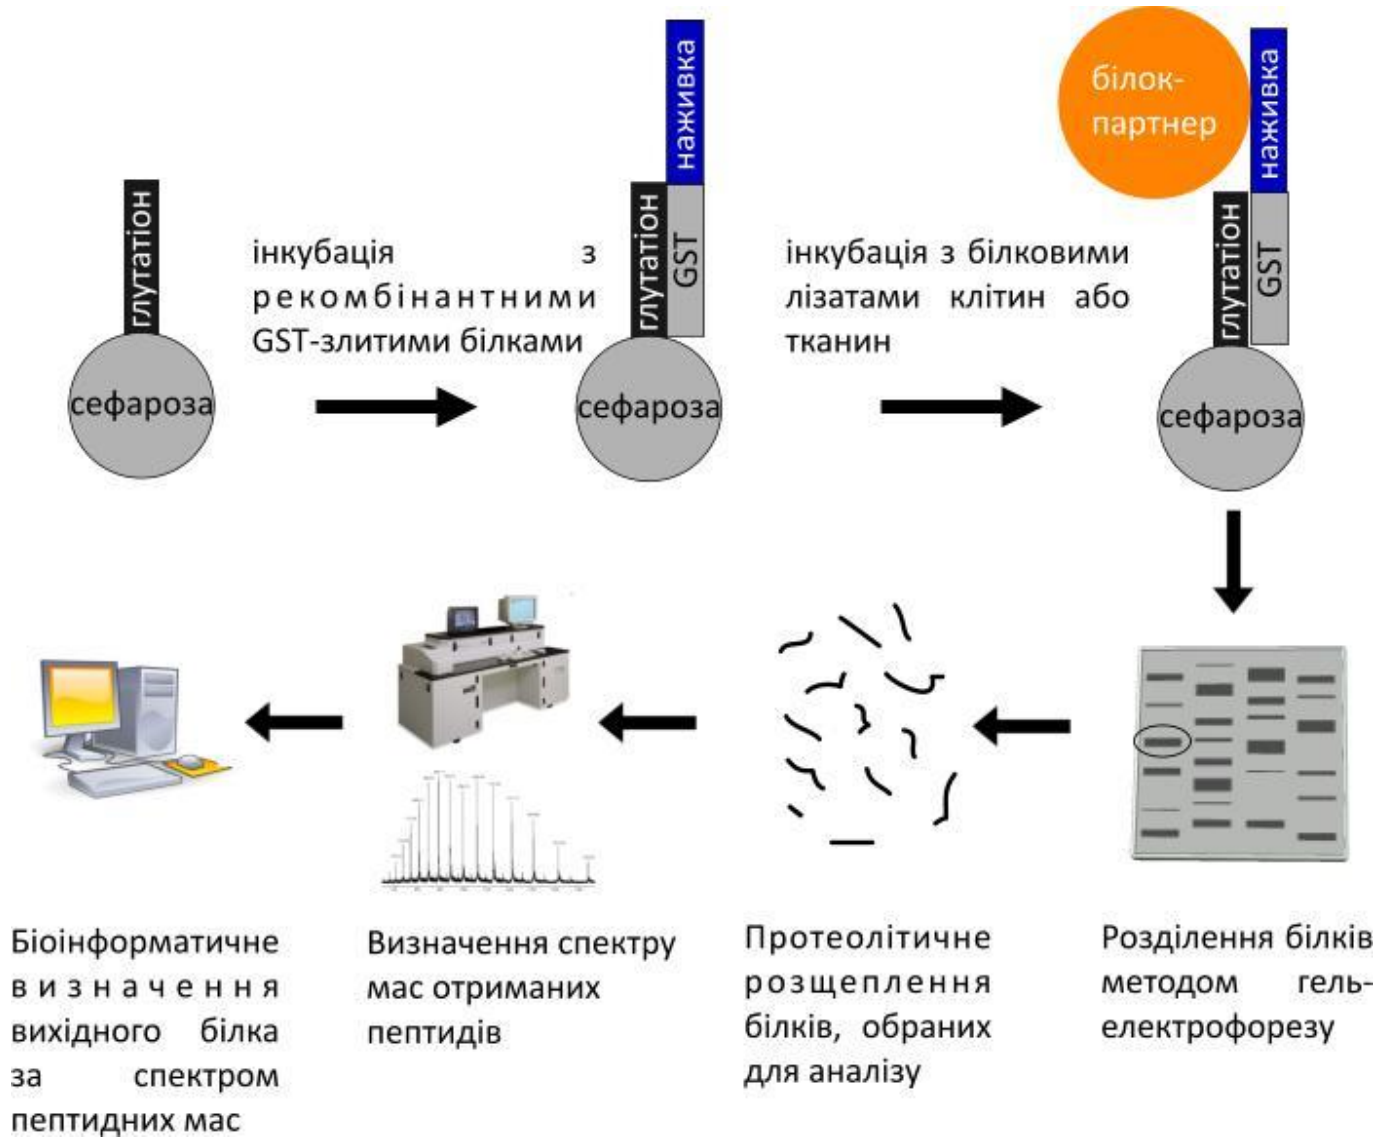 глутатіон
сефароза
інкубація з
рекомбінантними
GST-злитими білками
наживка
глутатіон
GST
сефароза
інкубація з білковими
лізатами клітин або
тканин
білок-
партнер
наживка
глутатіон
GST
сефароза
Біоінформатичне
визначення
вихідного білка
за спектром
пептидних мас
Визначення спектру
мас отриманих
пептидів
Протеолітичне
розщеплення
білків, обраних
для аналізу
Розділення білків
методом гель-
електрофорезу